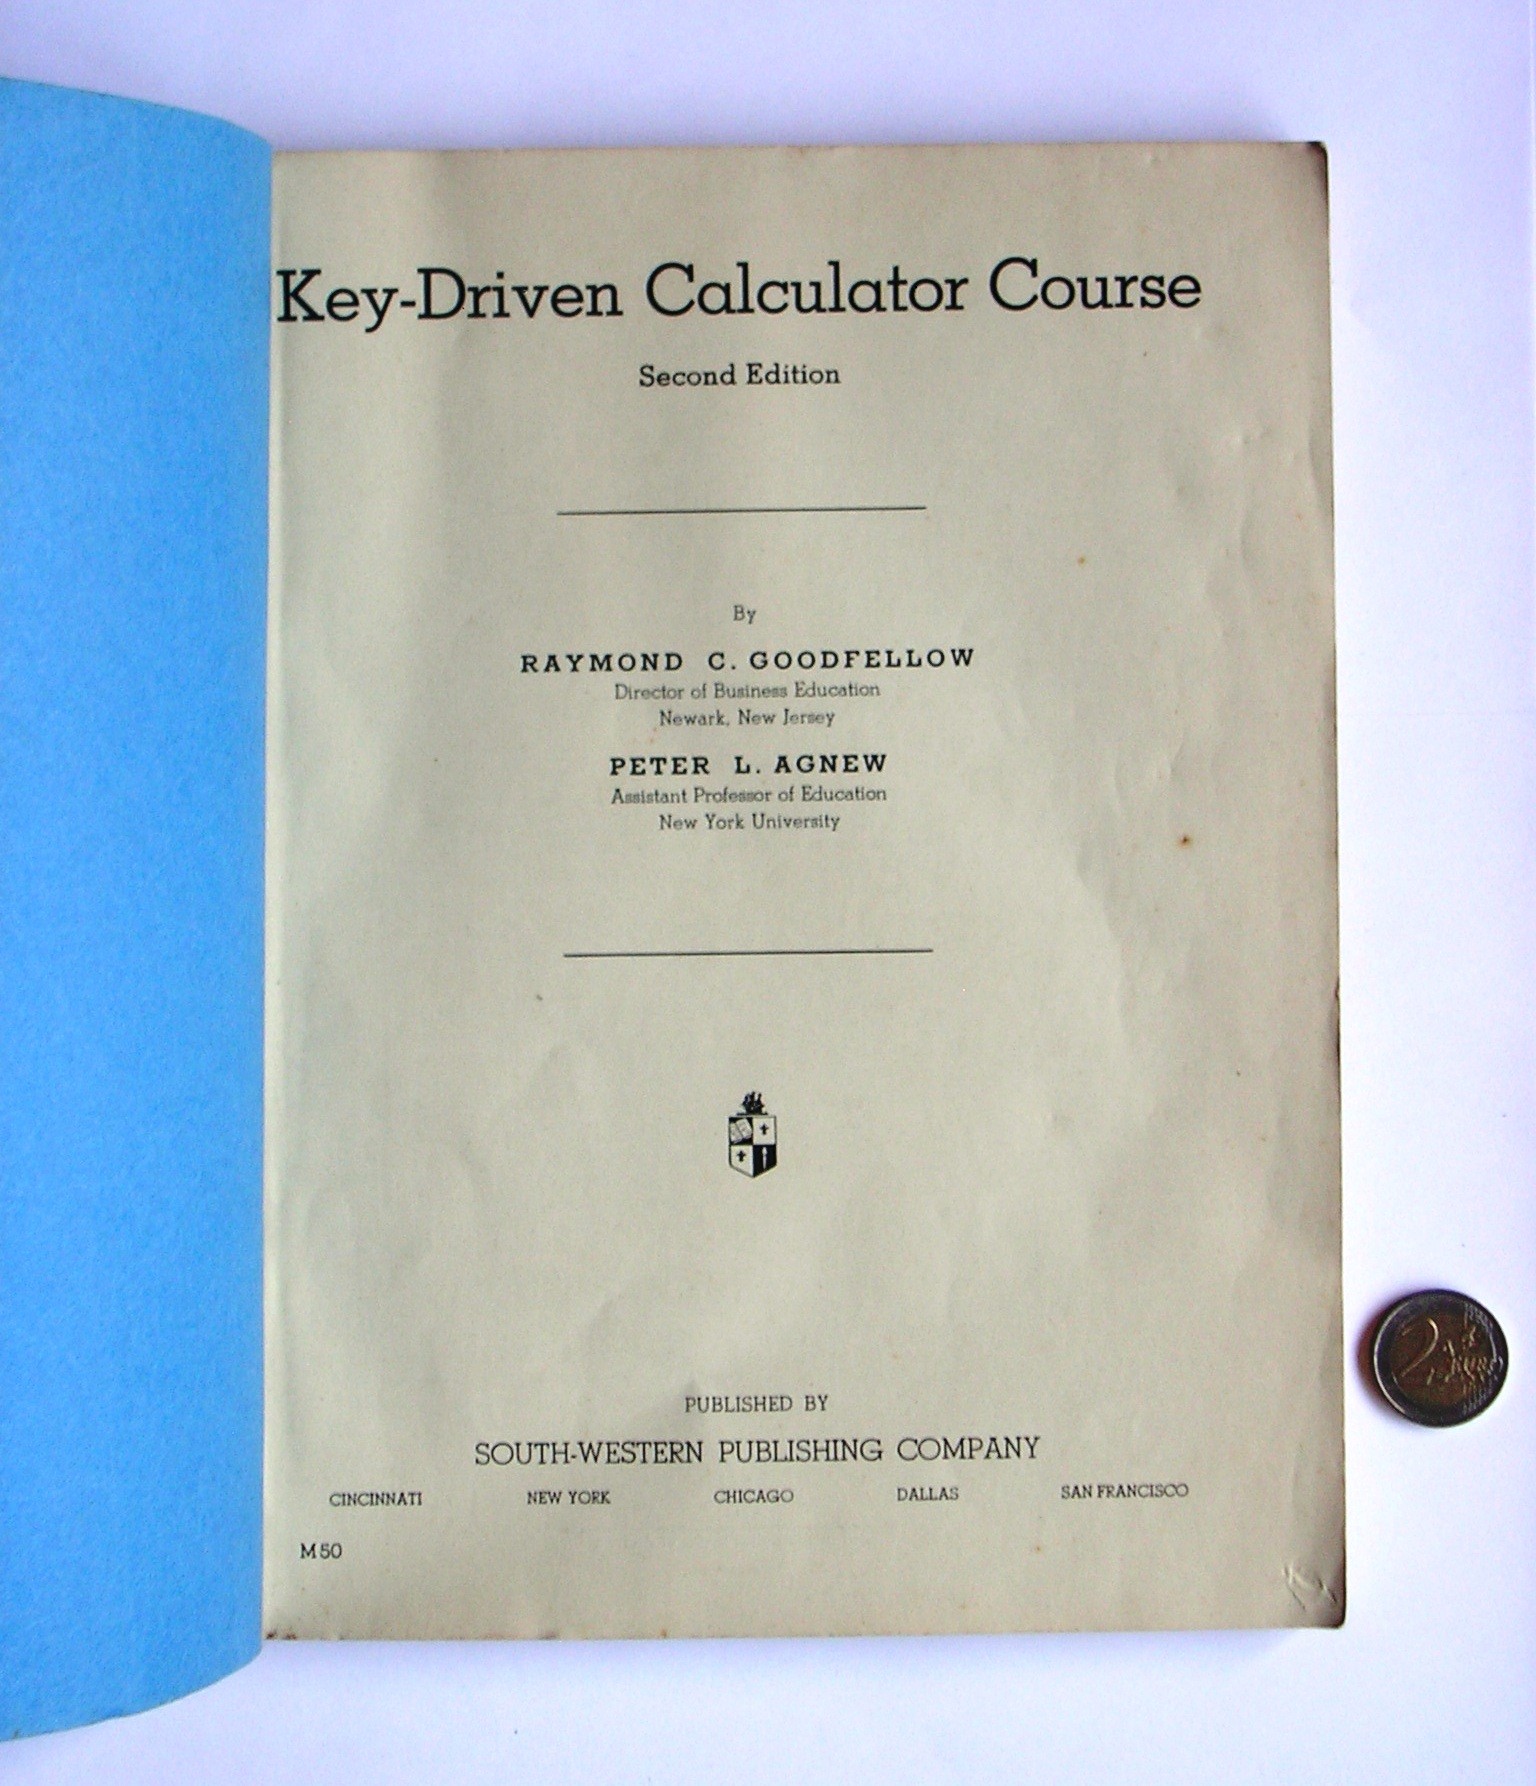 Key-Driven Calculator Course
Second Edition
By
RAYMOND C. GOODFELLOW
Director of Business Education
Newark, New Jersey
PETER L. AGNEW
Assistant Professor of Education
New York University
PUBLISHED BY
SOUTH-WESTERN PUBLISHING COMPANY
CINCINNATI NEW YORK CHICAGO DALLAS SAN FRANCISCO
M50
2 EURO